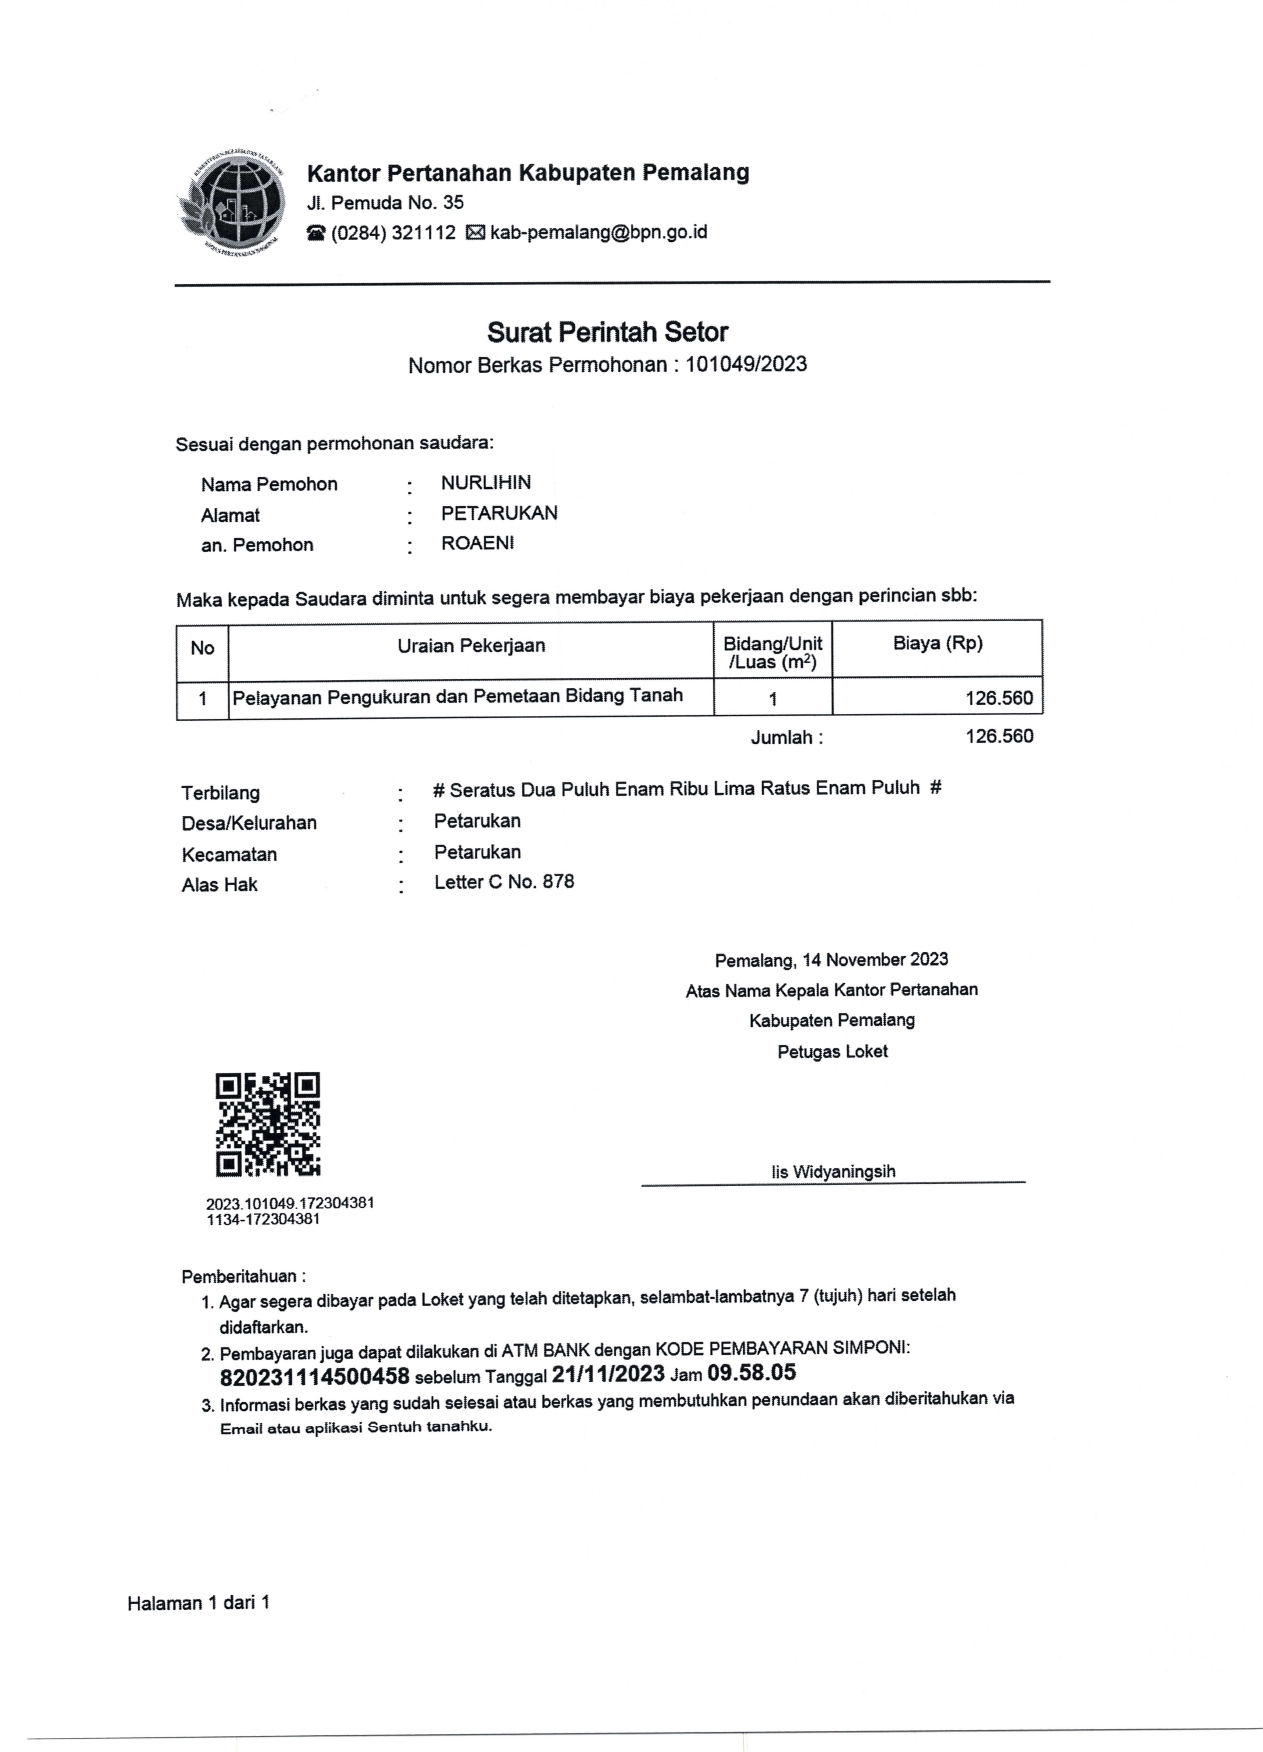 Kantor Pertanahan Kabupaten Pemalang
Jl. Pemuda No. 35
☎ (0284) 321112 ✉ kab-pemalang@bpn.go.id
Surat Perintah Setor
Nomor Berkas Permohonan : 101049/2023
Sesuai dengan permohonan saudara:
Nama Pemohon : NURLIHIN
Alamat : PETARUKAN
an. Pemohon : ROAENI
Maka kepada Saudara diminta untuk segera membayar biaya pekerjaan dengan perincian sbb:
No Uraian Pekerjaan Bidang/Unit /Luas (m²) Biaya (Rp)
1 Pelayanan Pengukuran dan Pemetaan Bidang Tanah 1 126.560
Jumlah : 126.560
Terbilang : # Seratus Dua Puluh Enam Ribu Lima Ratus Enam Puluh #
Desa/Kelurahan : Petarukan
Kecamatan : Petarukan
Alas Hak : Letter C No. 878
Pemalang, 14 November 2023
Atas Nama Kepala Kantor Pertanahan
Kabupaten Pemalang
Petugas Loket
Iis Widyaningsih
2023.101049.172304381
1134-172304381
Pemberitahuan :
1. Agar segera dibayar pada Loket yang telah ditetapkan, selambat-lambatnya 7 (tujuh) hari setelah
didaftarkan.
2. Pembayaran juga dapat dilakukan di ATM BANK dengan KODE PEMBAYARAN SIMPONI:
820231114500458 sebelum Tanggal 21/11/2023 Jam 09.58.05
3. Informasi berkas yang sudah selesai atau berkas yang membutuhkan penundaan akan diberitahukan via
Email atau aplikasi Sentuh tanahku.
Halaman 1 dari 1